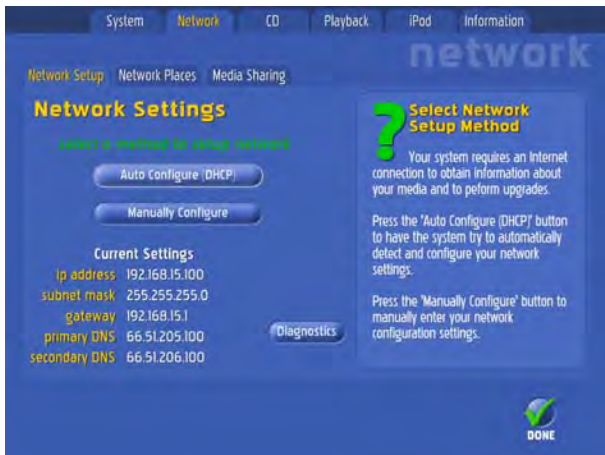 System Network CD Playback iPod Information
network
Network Setup Network Places Media Sharing
Network Settings
select a method to setup network
Auto Configure (DHCP)
Manually Configure
Current Settings
ip address 192.168.15.100
subnet mask 255.255.255.0
gateway 192.168.15.1
primary DNS 66.51.205.100
secondary DNS 66.51.206.100
Diagnostics
?
Select Network
Setup Method
Your system requires an Internet
connection to obtain information about
your media and to peform upgrades.
Press the "Auto Configure (DHCP)" button
to have the system try to automatically
detect and configure your network
settings.
Press the "Manually Configure" button to
manually enter your network
configuration settings.
DONE